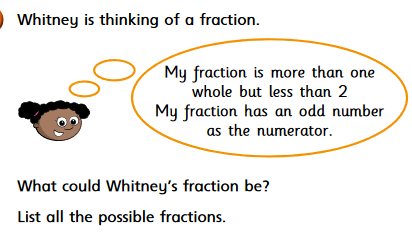 Whitney is thinking of a fraction.
My fraction is more than one
whole but less than 2
My fraction has an odd number
as the numerator.
What could Whitney's fraction be?
List all the possible fractions.